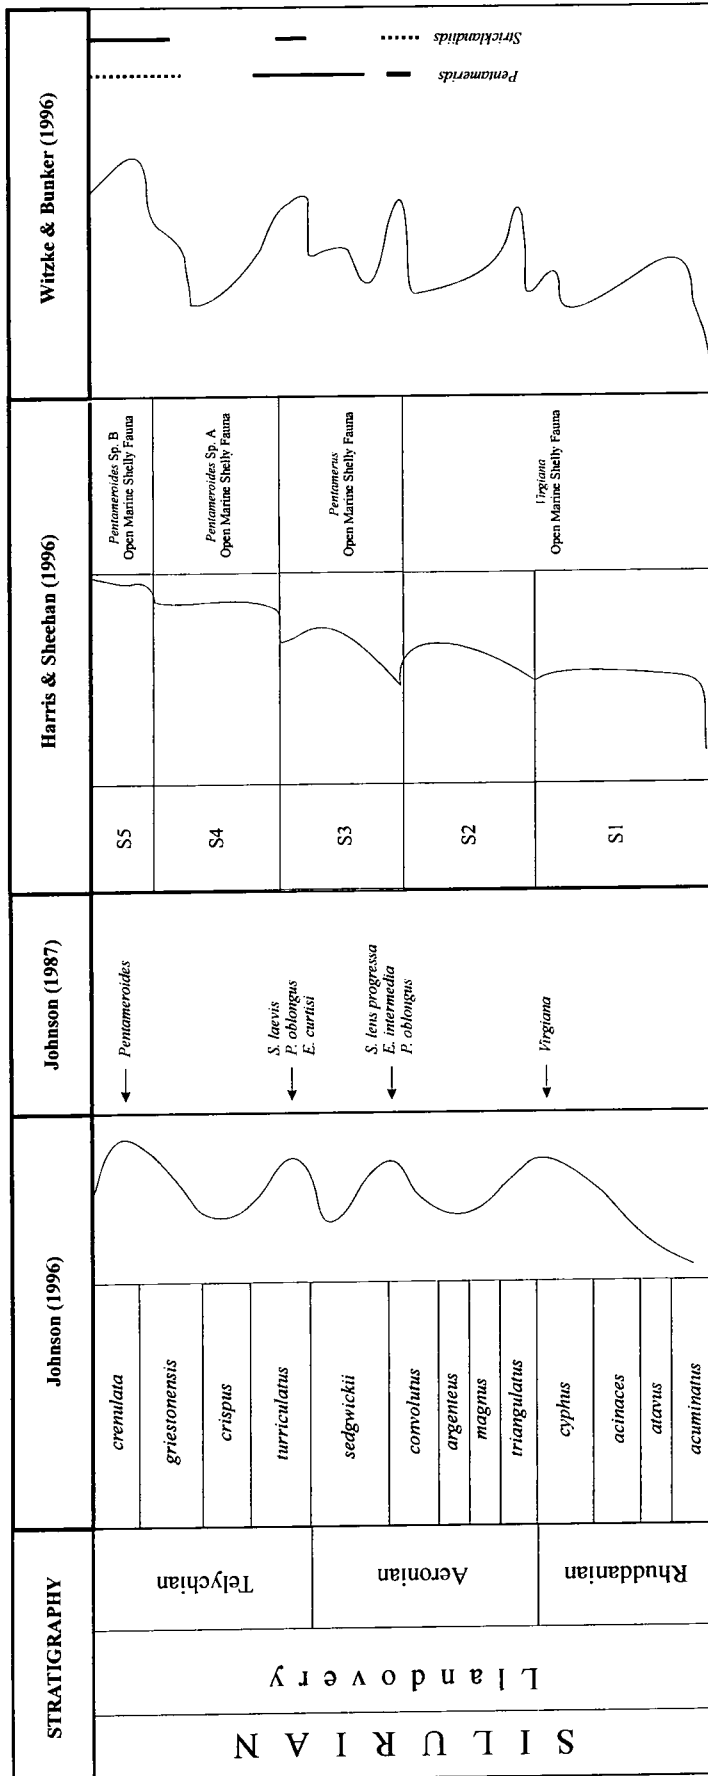 STRATIGRAPHY
Johnson (1996)
Johnson (1987)
Harris & Sheehan (1996)
Witzke & Bunker (1996)
SILURIAN
Llandovery
Telychian
Aeronian
Rhuddanian
crenulata
griestonensis
crispus
turriculatus
sedgwickii
convolutus
argenteus
magnus
triangulatus
cyphus
acinaces
atavus
acuminatus
Pentameroides
S. laevis
P. oblongus
E. curtisi
S. lens progressa
E. intermedia
P. oblongus
Virgiana
S5
S4
S3
S2
S1
Pentameroides Sp. B
Open Marine Shelly Fauna
Pentameroides Sp. A
Open Marine Shelly Fauna
Pentamerus
Open Marine Shelly Fauna
Virgiana
Open Marine Shelly Fauna
Pentamerids
Stricklandiids